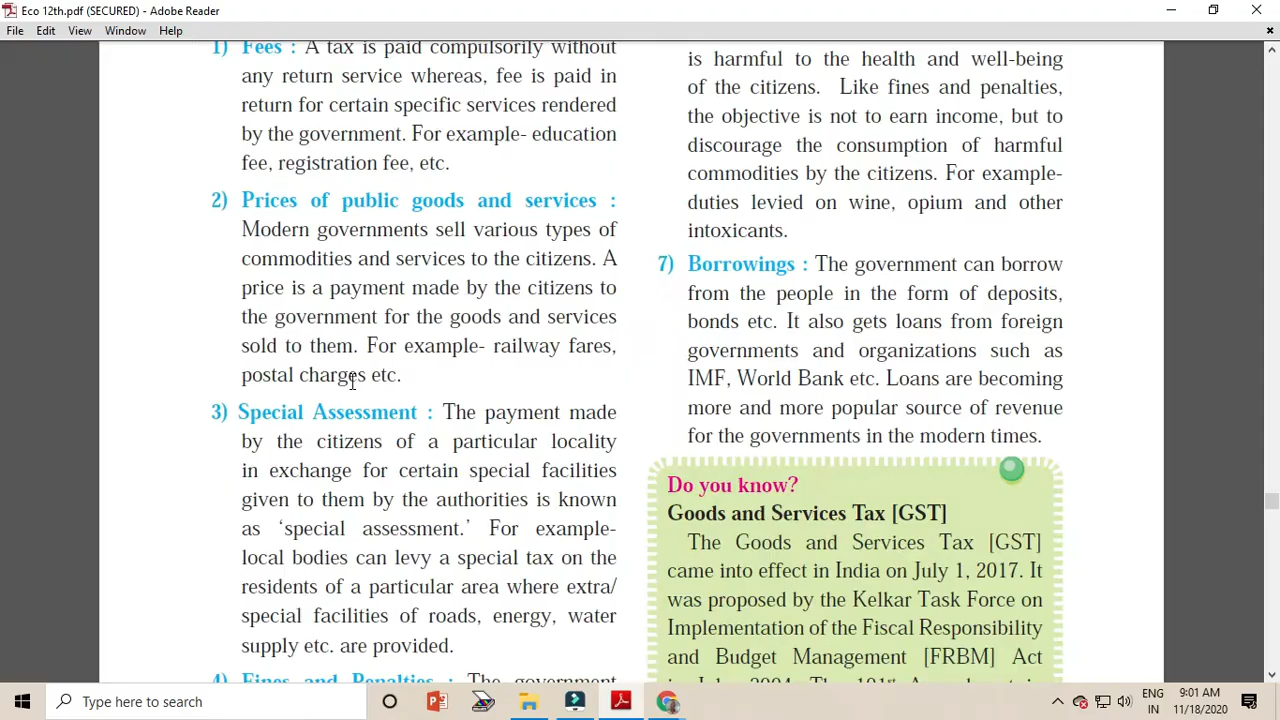 Eco 12th.pdf (SECURED) - Adobe Reader
File Edit View Window Help
1) Fees : A tax is paid compulsorily without
any return service whereas, fee is paid in
return for certain specific services rendered
by the government. For example- education
fee, registration fee, etc.
2) Prices of public goods and services :
Modern governments sell various types of
commodities and services to the citizens. A
price is a payment made by the citizens to
the government for the goods and services
sold to them. For example- railway fares,
postal charges etc.
3) Special Assessment : The payment made
by the citizens of a particular locality
in exchange for certain special facilities
given to them by the authorities is known
as ‘special assessment.’ For example-
local bodies can levy a special tax on the
residents of a particular area where extra/
special facilities of roads, energy, water
supply etc. are provided.
4) Fines and Penalties : The government
is harmful to the health and well-being
of the citizens. Like fines and penalties,
the objective is not to earn income, but to
discourage the consumption of harmful
commodities by the citizens. For example-
duties levied on wine, opium and other
intoxicants.
7) Borrowings : The government can borrow
from the people in the form of deposits,
bonds etc. It also gets loans from foreign
governments and organizations such as
IMF, World Bank etc. Loans are becoming
more and more popular source of revenue
for the governments in the modern times.
Do you know?
Goods and Services Tax [GST]
The Goods and Services Tax [GST]
came into effect in India on July 1, 2017. It
was proposed by the Kelkar Task Force on
Implementation of the Fiscal Responsibility
and Budget Management [FRBM] Act
Type here to search
ENG
IN
9:01 AM
11/18/2020